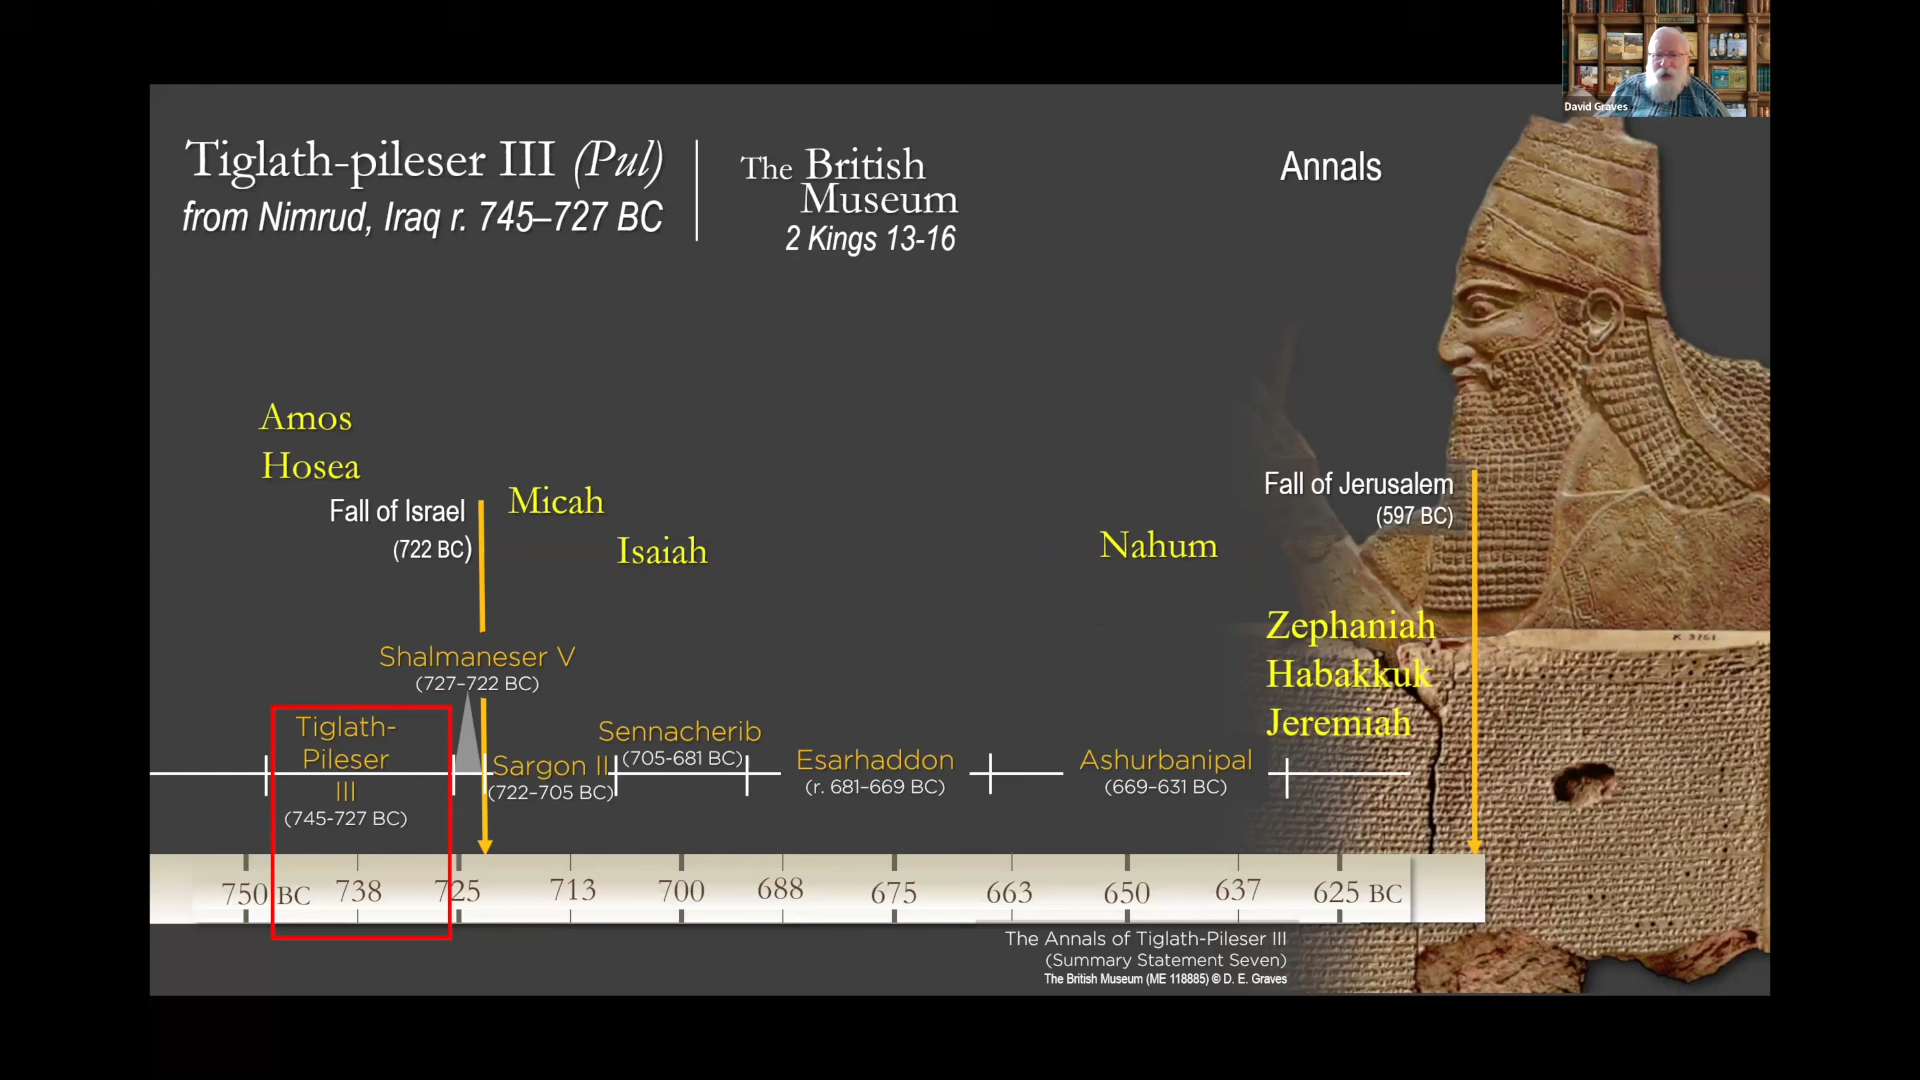 David Graves
Tiglath-pileser III (Pul)
from Nimrud, Iraq r. 745–727 BC
The British
Museum
2 Kings 13-16
Annals
Amos
Hosea
Fall of Israel
(722 BC)
Micah
Isaiah
Nahum
Fall of Jerusalem
(597 BC)
Zephaniah
Habakkuk
Jeremiah
K 3761
Shalmaneser V
(727–722 BC)
Tiglath-
Pileser
III
(745-727 BC)
Sargon II
(722–705 BC)
Sennacherib
(705-681 BC)
Esarhaddon
(r. 681–669 BC)
Ashurbanipal
(669–631 BC)
750 BC 738 725 713 700 688 675 663 650 637 625 BC
The Annals of Tiglath-Pileser III
(Summary Statement Seven)
The British Museum (ME 118885) © D. E. Graves